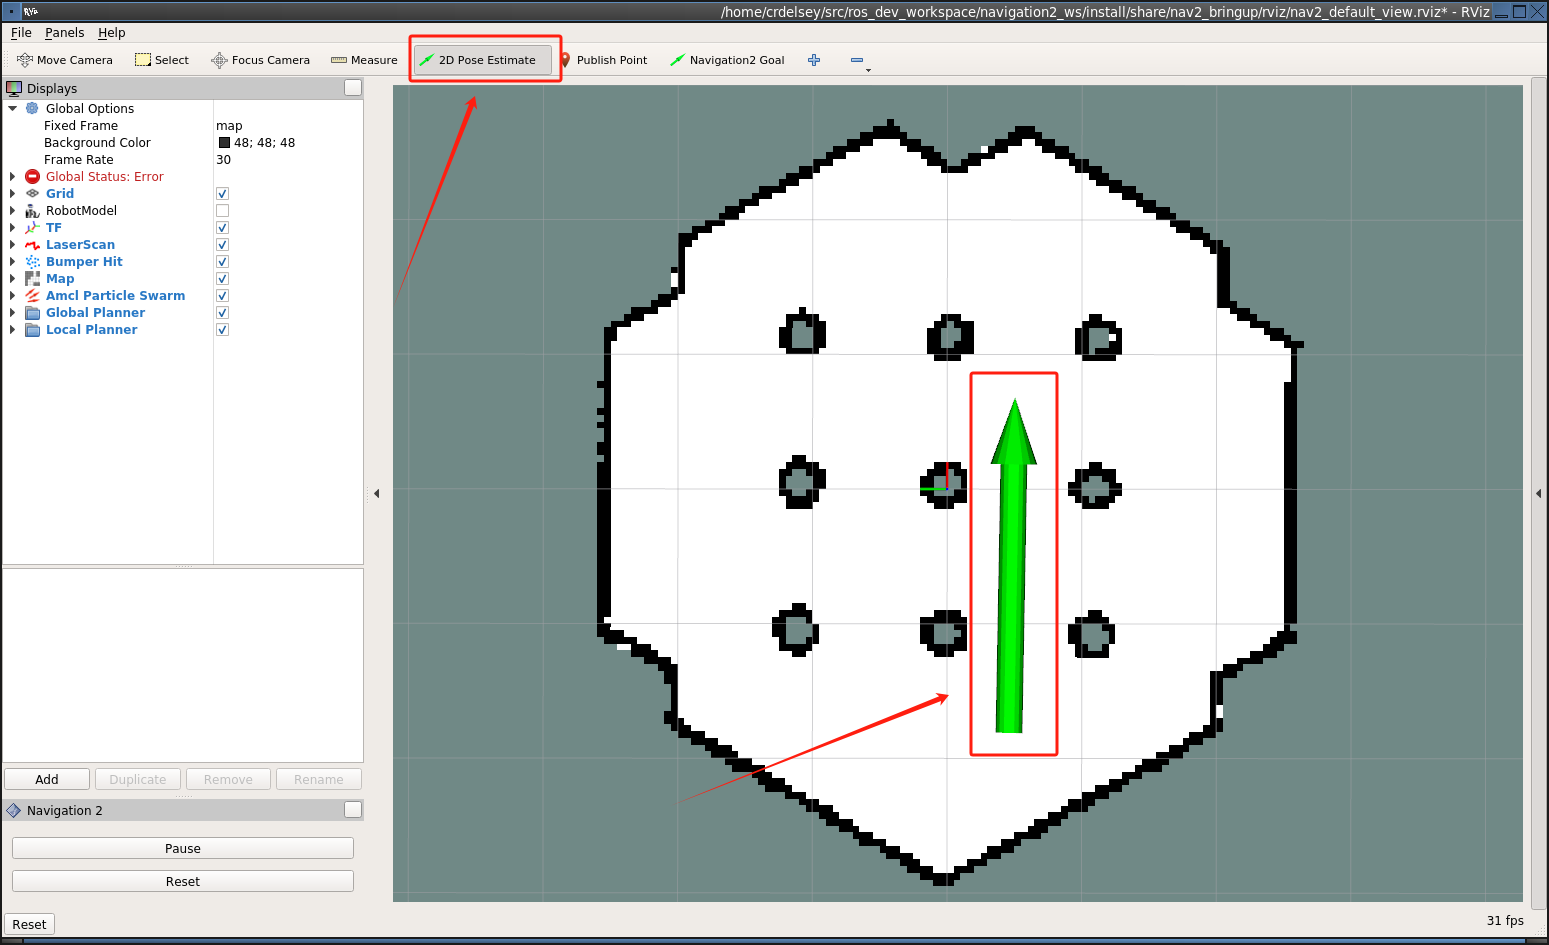 RViz /home/crdelsey/src/ros_dev_workspace/navigation2_ws/install/share/nav2_bringup/rviz/nav2_default_view.rviz* - RViz
File Panels Help
Move Camera Select Focus Camera Measure 2D Pose Estimate Publish Point Navigation2 Goal
Displays
Global Options
Fixed Frame map
Background Color 48; 48; 48
Frame Rate 30
Global Status: Error
Grid
RobotModel
TF
LaserScan
Bumper Hit
Map
Amcl Particle Swarm
Global Planner
Local Planner
Add Duplicate Remove Rename
Navigation 2
Pause
Reset
Reset 31 fps